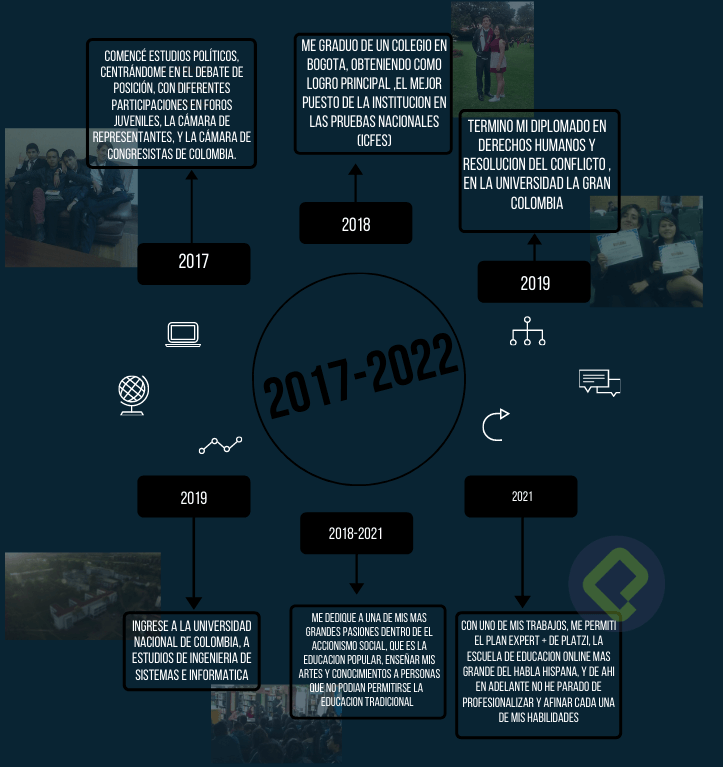 COMENCÉ ESTUDIOS POLÍTICOS,
CENTRÁNDOME EN EL DEBATE DE
POSICIÓN, CON DIFERENTES
PARTICIPACIONES EN FOROS
JUVENILES, LA CÁMARA DE
REPRESENTANTES, Y LA CÁMARA DE
CONGRESISTAS DE COLOMBIA.
2017
ME GRADUO DE UN COLEGIO EN
BOGOTA, OBTENIENDO COMO
LOGRO PRINCIPAL ,EL MEJOR
PUESTO DE LA INSTITUCION EN
LAS PRUEBAS NACIONALES
(ICFES)
2018
TERMINO MI DIPLOMADO EN
DERECHOS HUMANOS Y
RESOLUCION DEL CONFLICTO ,
EN LA UNIVERSIDAD LA GRAN
COLOMBIA
2019
2017-2022
2019
INGRESE A LA UNIVERSIDAD
NACIONAL DE COLOMBIA, A
ESTUDIOS DE INGENIERIA DE
SISTEMAS E INFORMATICA
2018-2021
ME DEDIQUE A UNA DE MIS MAS
GRANDES PASIONES DENTRO DE EL
ACCIONISMO SOCIAL, QUE ES LA
EDUCACION POPULAR, ENSEÑAR MIS
ARTES Y CONOCIMIENTOS A PERSONAS
QUE NO PODIAN PERMITIRSE LA
EDUCACION TRADICIONAL
2021
CON UNO DE MIS TRABAJOS, ME PERMITI
EL PLAN EXPERT + DE PLATZI, LA
ESCUELA DE EDUCACION ONLINE MAS
GRANDE DEL HABLA HISPANA, Y DE AHI
EN ADELANTE NO HE PARADO DE
PROFESIONALIZAR Y AFINAR CADA UNA
DE MIS HABILIDADES